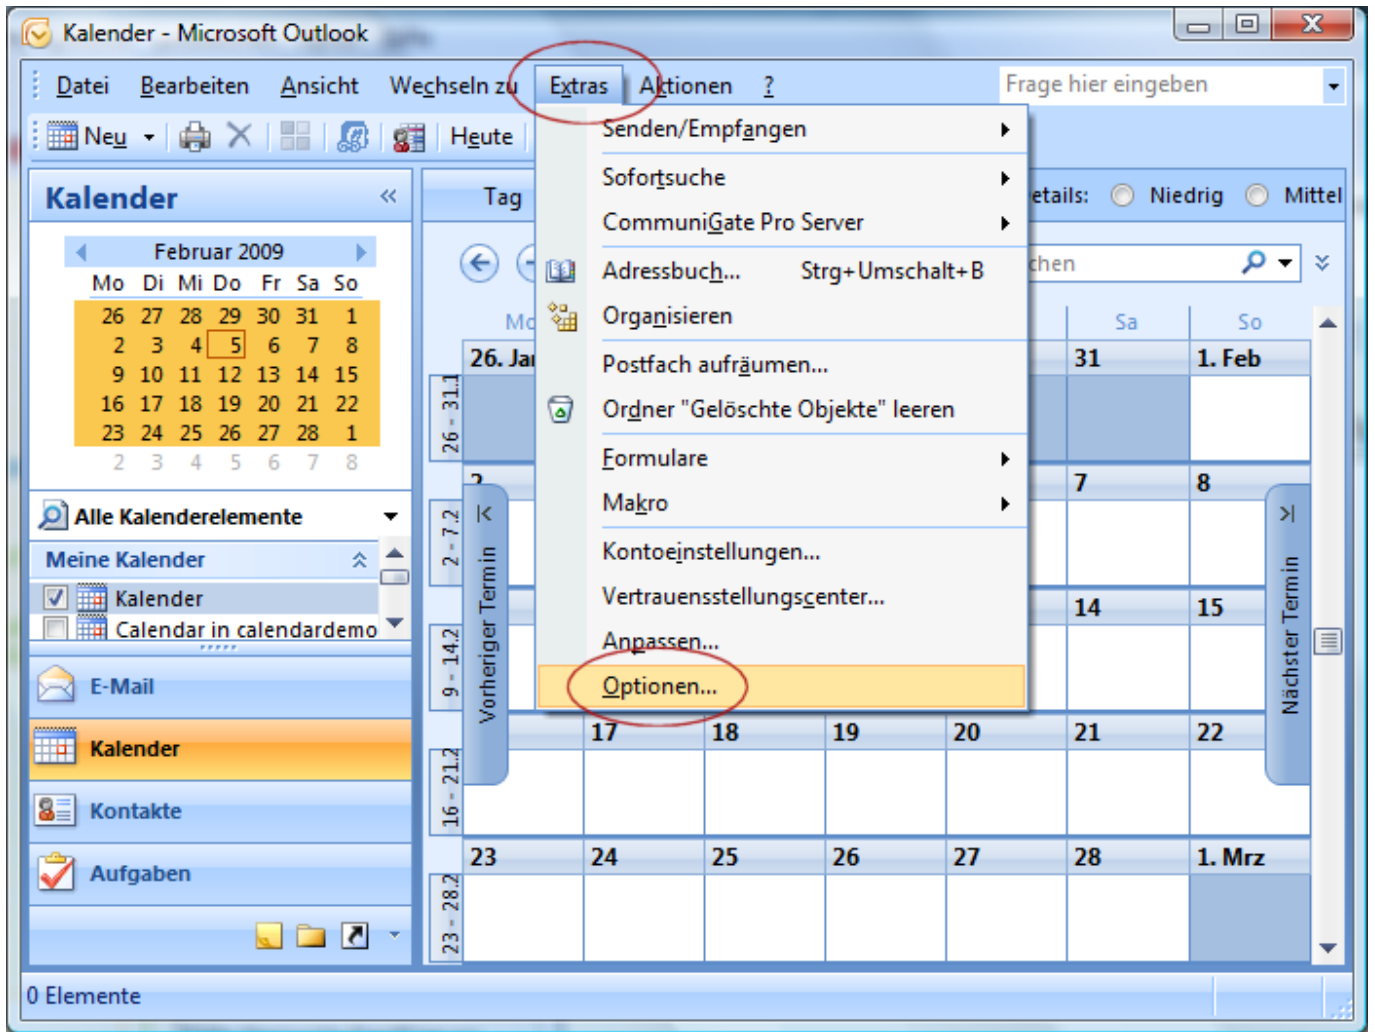 Kalender - Microsoft Outlook
Datei Bearbeiten Ansicht Wechseln zu Extras Aktionen ?
Frage hier eingeben
Neu Heute
Senden/Empfangen
Sofortsuche
CommuniGate Pro Server
Adressbuch... Strg+Umschalt+B
Organisieren
Postfach aufräumen...
Ordner "Gelöschte Objekte" leeren
Formulare
Makro
Kontoeinstellungen...
Vertrauensstellungscenter...
Anpassen...
Optionen...
Kalender
Februar 2009
Mo Di Mi Do Fr Sa So
26 27 28 29 30 31 1
2 3 4 5 6 7 8
9 10 11 12 13 14 15
16 17 18 19 20 21 22
23 24 25 26 27 28 1
2 3 4 5 6 7 8
Alle Kalenderelemente
Meine Kalender
Kalender
Calendar in calendardemo
E-Mail
Kalender
Kontakte
Aufgaben
Tag
Niedrig Mittel
Sa So
26. 31 1. Feb
26 - 31.1
2 7 8
2 - 7.2
14 15
9 - 14.2
Vorheriger Termin
Nächster Termin
17 18 19 20 21 22
16 - 21.2
23 24 25 26 27 28 1. Mrz
23 - 28.2
0 Elemente